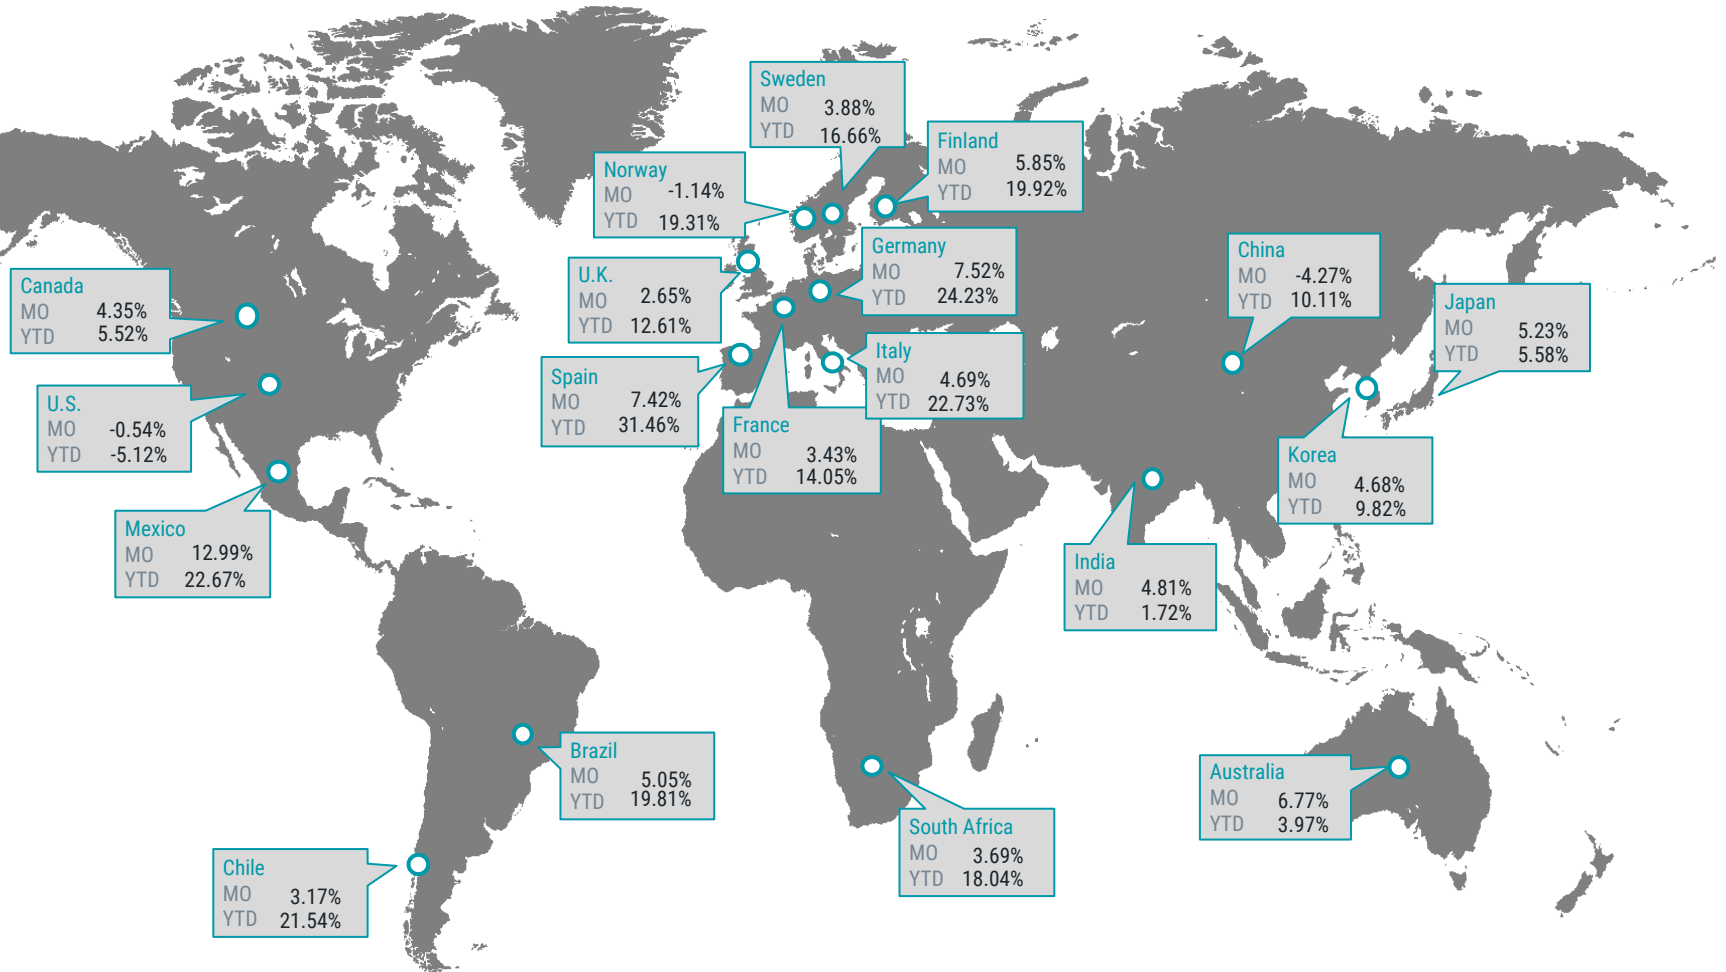 Sweden
MO 3.88%
YTD 16.66%
Finland
MO 5.85%
YTD 19.92%
Norway
MO -1.14%
YTD 19.31%
Germany
MO 7.52%
YTD 24.23%
China
MO -4.27%
YTD 10.11%
U.K.
MO 2.65%
YTD 12.61%
Canada
MO 4.35%
YTD 5.52%
Japan
MO 5.23%
YTD 5.58%
Italy
MO 4.69%
YTD 22.73%
Spain
MO 7.42%
YTD 31.46%
U.S.
MO -0.54%
YTD -5.12%
France
MO 3.43%
YTD 14.05%
Korea
MO 4.68%
YTD 9.82%
Mexico
MO 12.99%
YTD 22.67%
India
MO 4.81%
YTD 1.72%
Brazil
MO 5.05%
YTD 19.81%
Australia
MO 6.77%
YTD 3.97%
South Africa
MO 3.69%
YTD 18.04%
Chile
MO 3.17%
YTD 21.54%